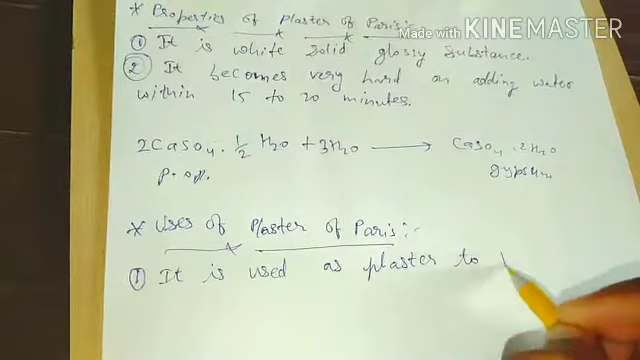 * Properties of Plaster of Paris:
Made with KINEMASTER
① It is white solid glossy substance.
② It becomes very hard on adding water
within 15 to 20 minutes.
2CaSO4. 1/2 H2O + 3H2O → CaSO4. 2H2O
P.O.P. gypsum
* Uses of Plaster of Paris:-
① It is used as plaster to